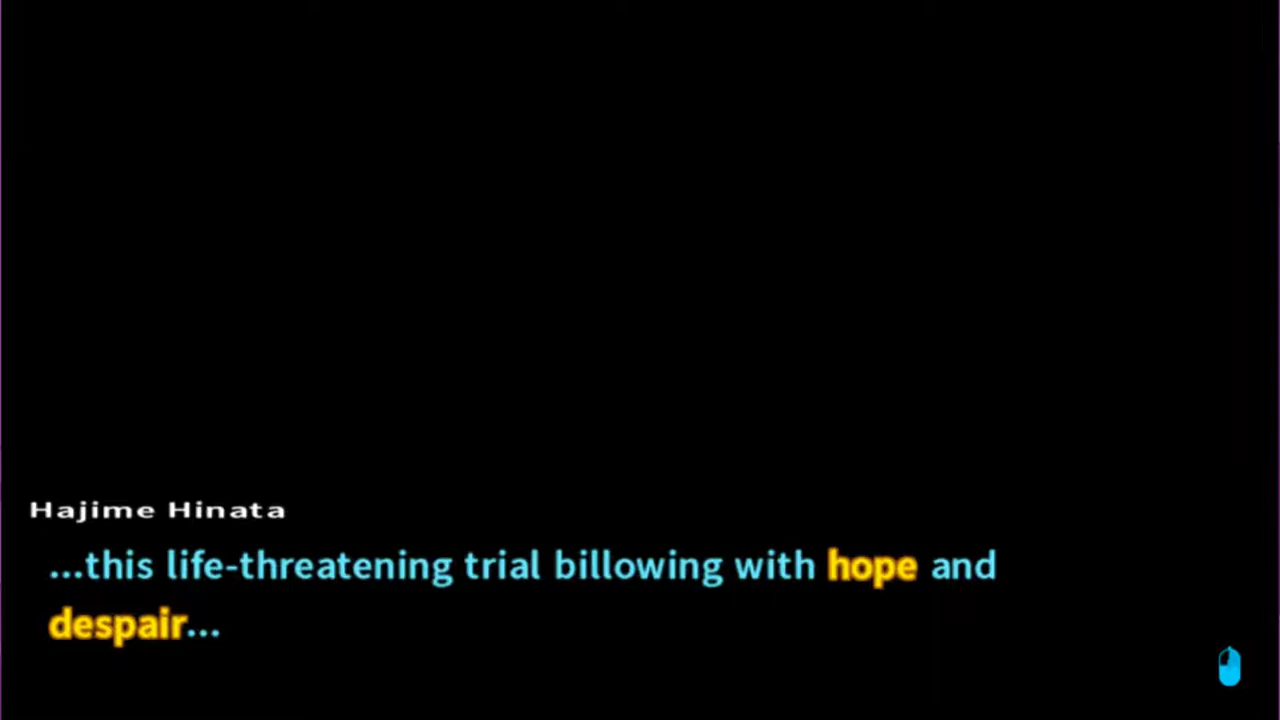 Hajime Hinata
...this life-threatening trial billowing with hope and
despair...